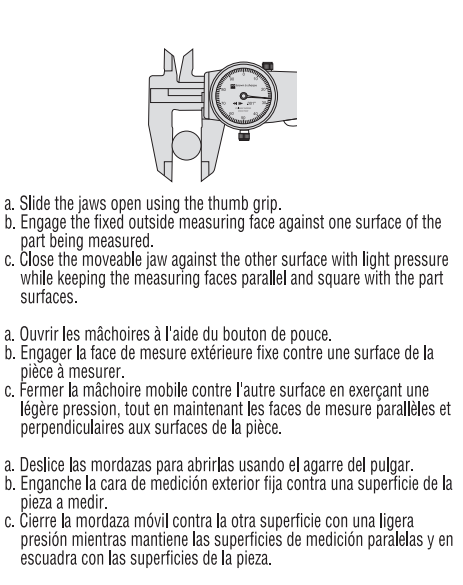 .001"
a. Slide the jaws open using the thumb grip.
b. Engage the fixed outside measuring face against one surface of the
part being measured.
c. Close the moveable jaw against the other surface with light pressure
while keeping the measuring faces parallel and square with the part
surfaces.
a. Ouvrir les mâchoires à l'aide du bouton de pouce.
b. Engager la face de mesure extérieure fixe contre une surface de la
pièce à mesurer.
c. Fermer la mâchoire mobile contre l'autre surface en exerçant une
légère pression, tout en maintenant les faces de mesure parallèles et
perpendiculaires aux surfaces de la pièce.
a. Deslice las mordazas para abrirlas usando el agarre del pulgar.
b. Enganche la cara de medición exterior fija contra una superficie de la
pieza a medir.
c. Cierre la mordaza móvil contra la otra superficie con una ligera
presión mientras mantiene las superficies de medición paralelas y en
escuadra con las superficies de la pieza.